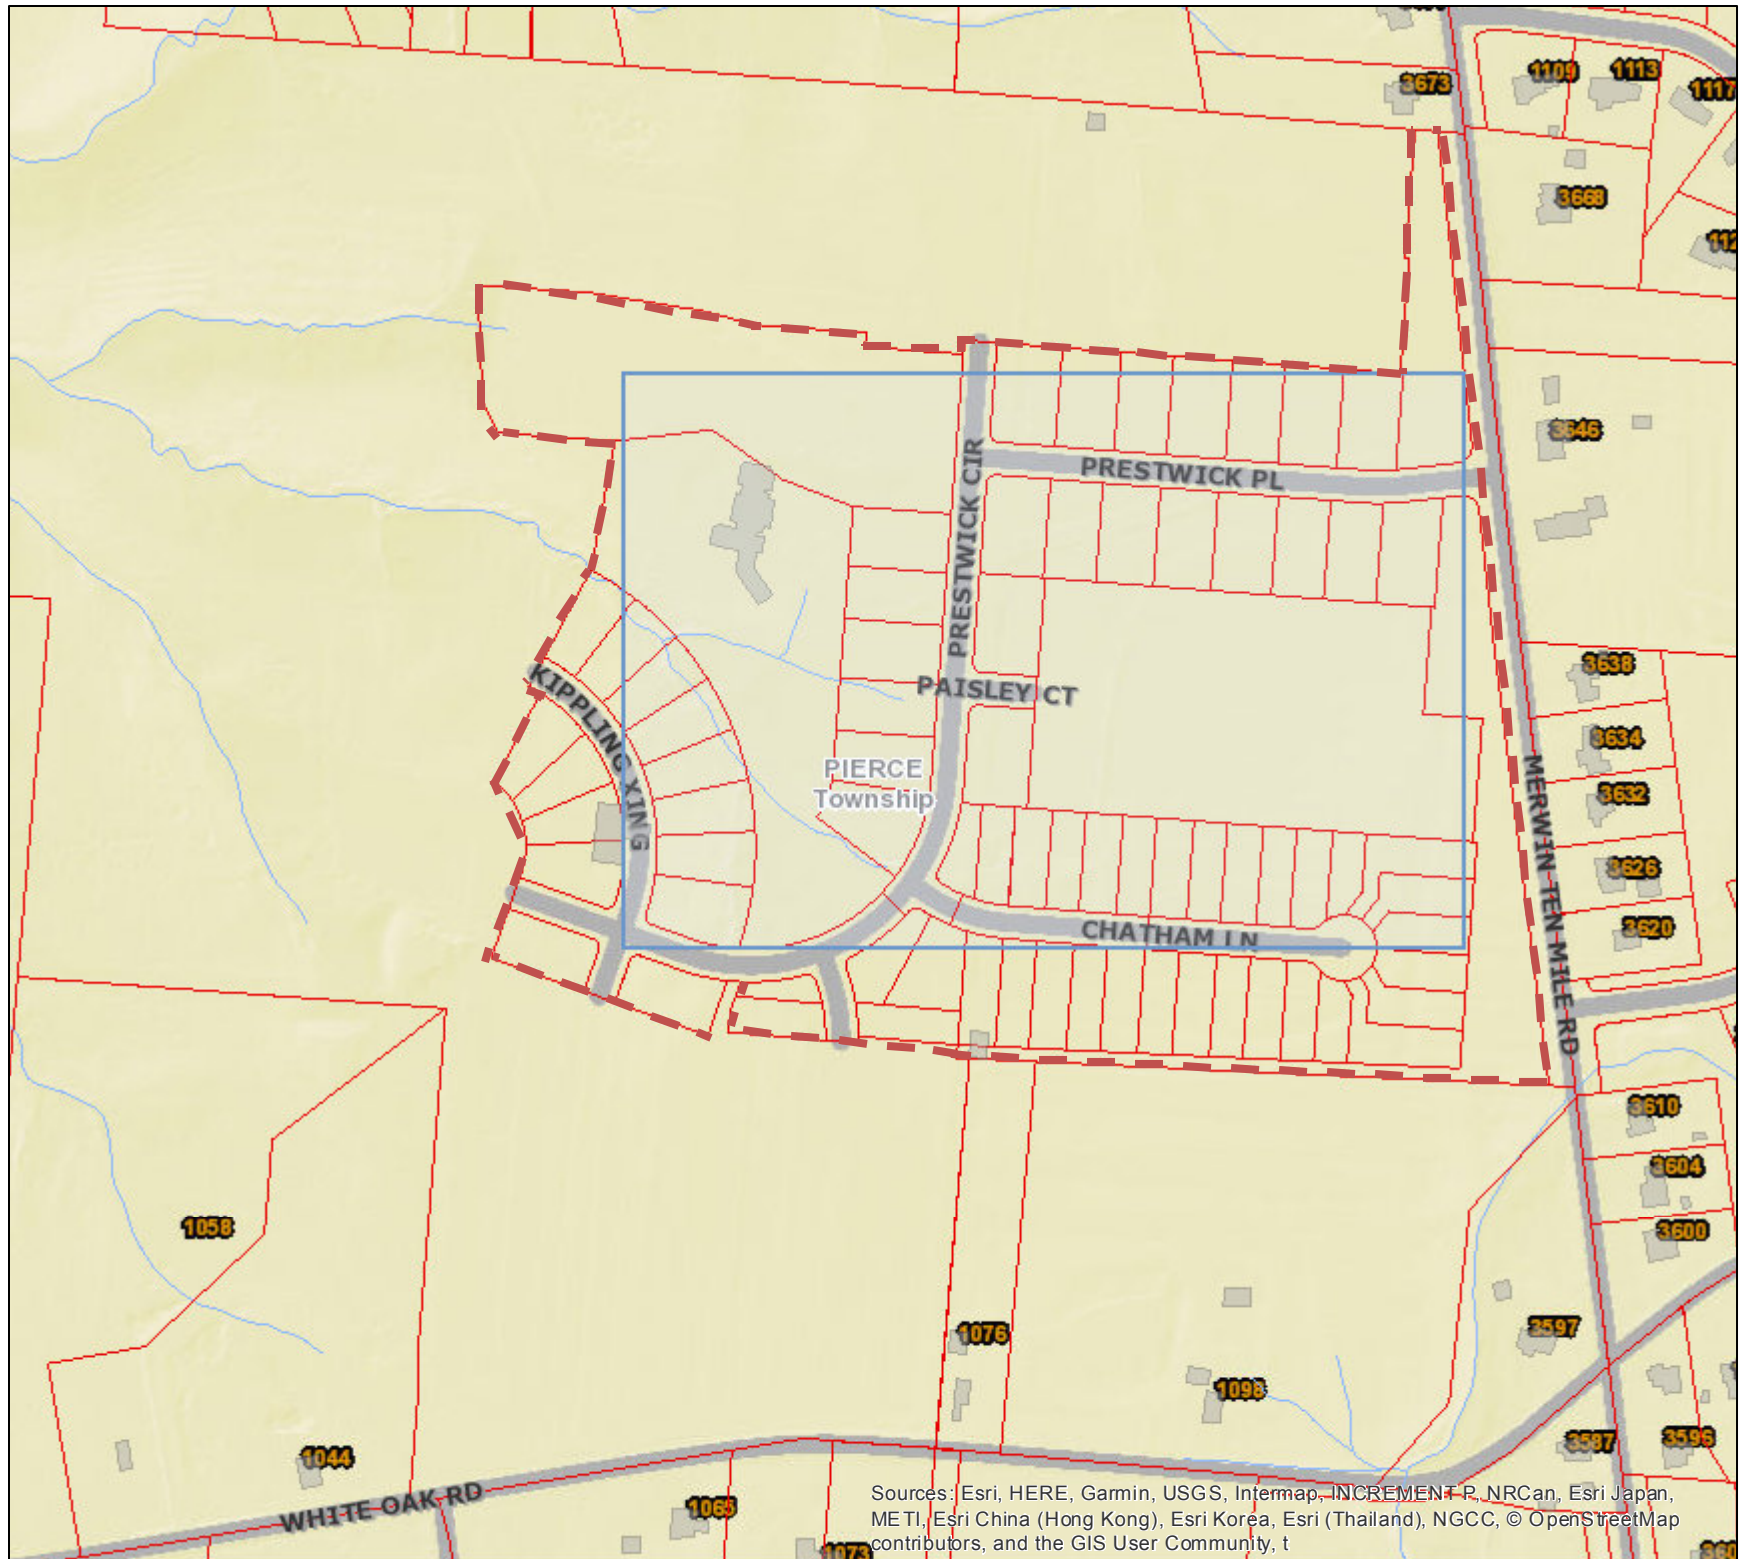 3673
1109
1113
1117
3668
112
3646
PRESTWICK PL
PRESTWICK CIR
PAISLEY CT
KIPPLING XING
PIERCE
Township
CHATHAM LN
MERWIN TEN MILE RD
3638
3634
3632
3626
3620
3610
3604
3600
1058
1076
3597
1098
3587
3596
1044
WHITE OAK RD
1065
1073
360
Sources: Esri, HERE, Garmin, USGS, Intermap, INCREMENT P, NRCan, Esri Japan,
METI, Esri China (Hong Kong), Esri Korea, Esri (Thailand), NGCC, © OpenStreetMap
contributors, and the GIS User Community, t